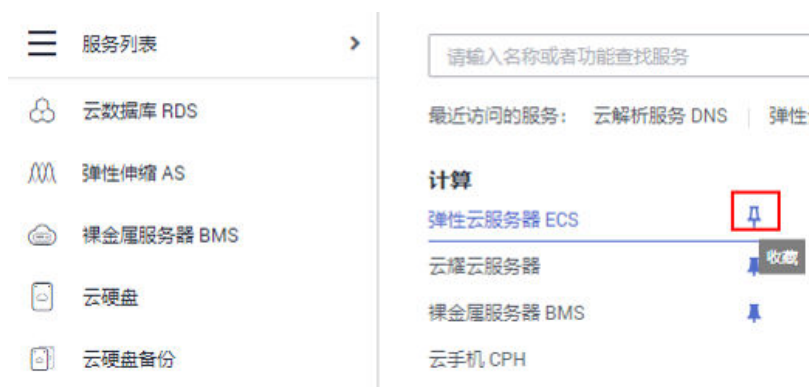 服务列表
云数据库 RDS
弹性伸缩 AS
裸金属服务器 BMS
云硬盘
云硬盘备份
请输入名称或者功能查找服务
最近访问的服务： 云解析服务 DNS | 弹性
计算
弹性云服务器 ECS
收藏
云耀云服务器
裸金属服务器 BMS
云手机 CPH